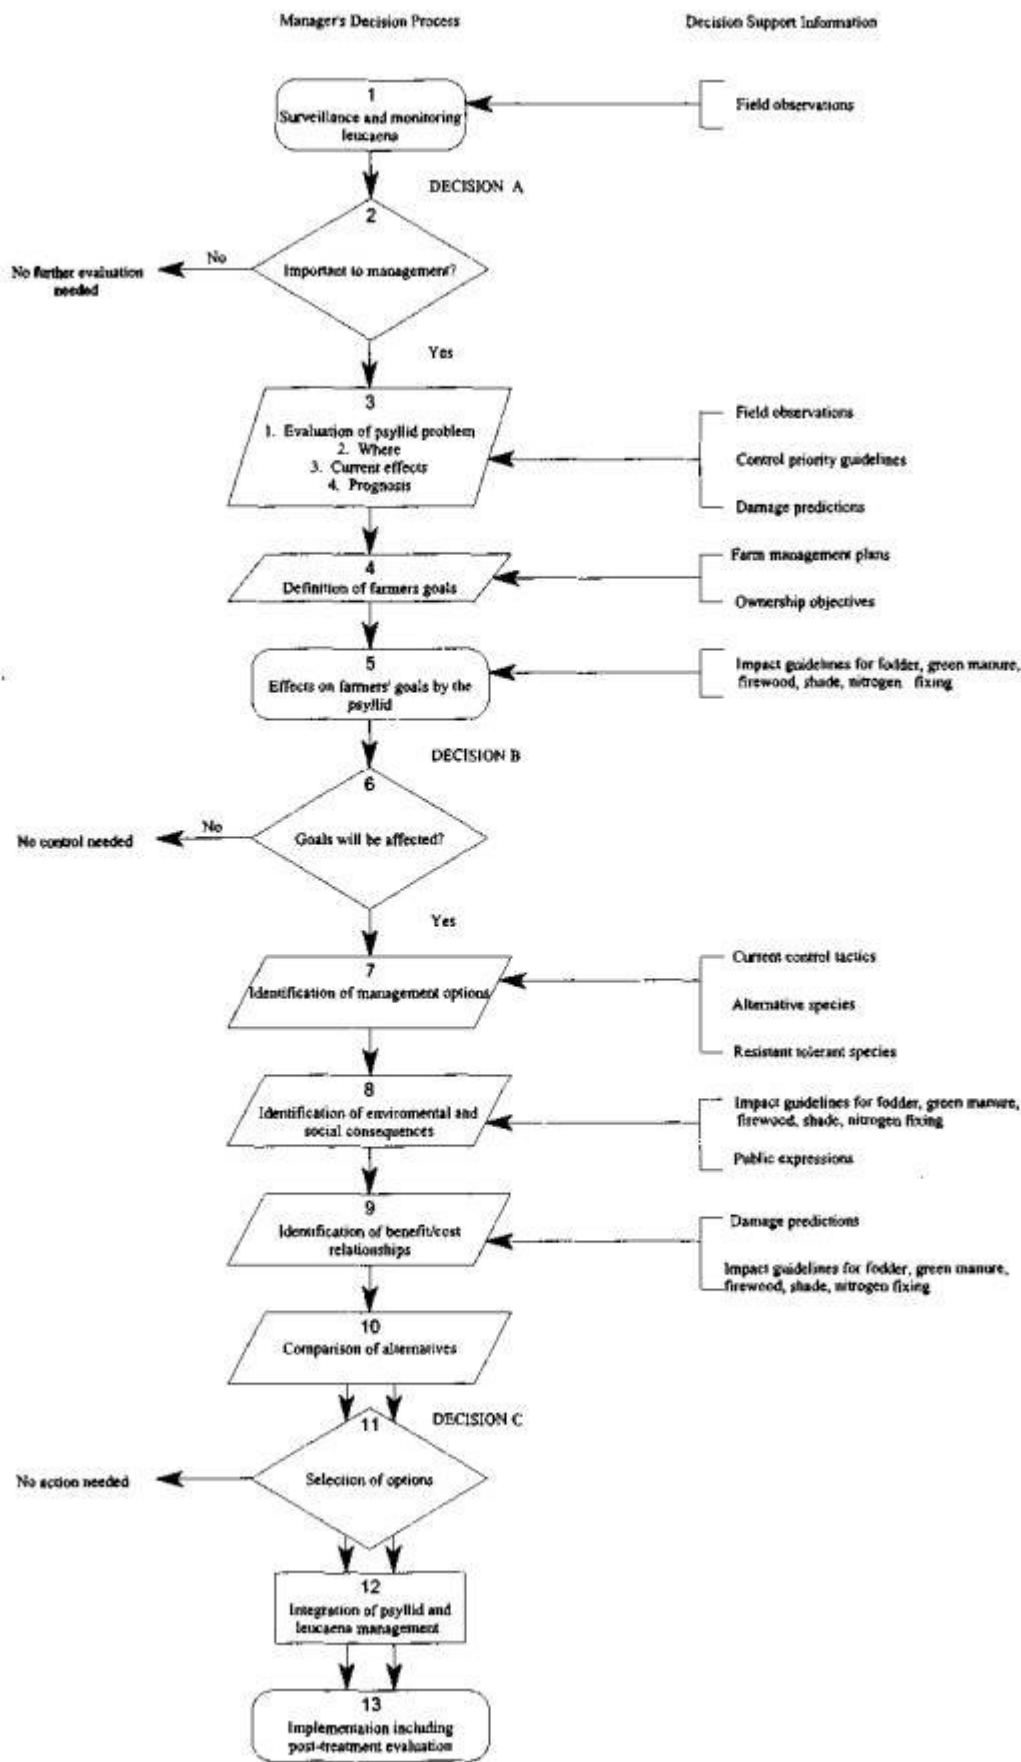 Manager's Decision Process
Decision Support Information
1
Surveillance and monitoring
leucaena
Field observations
DECISION A
2
Important to management?
No
No further evaluation
needed
Yes
3
1. Evaluation of psyllid problem
2. Where
3. Current effects
4. Prognosis
Field observations
Control priority guidelines
Damage predictions
4
Definition of farmers goals
Farm management plans
Ownership objectives
5
Effects on farmers' goals by the
psyllid
Impact guidelines for fodder, green manure,
firewood, shade, nitrogen fixing
DECISION B
6
Goals will be affected?
No
No control needed
Yes
7
Identification of management options
Current control tactics
Alternative species
Resistant tolerant species
8
Identification of enviromental and
social consequences
Impact guidelines for fodder, green manure,
firewood, shade, nitrogen fixing
Public expressions
9
Identification of benefit/cost
relationships
Damage predictions
Impact guidelines for fodder, green manure,
firewood, shade, nitrogen fixing
10
Comparison of alternatives
DECISION C
11
Selection of options
No action needed
12
Integration of psyllid and
leucaena management
13
Implementation including
post-treatment evaluation